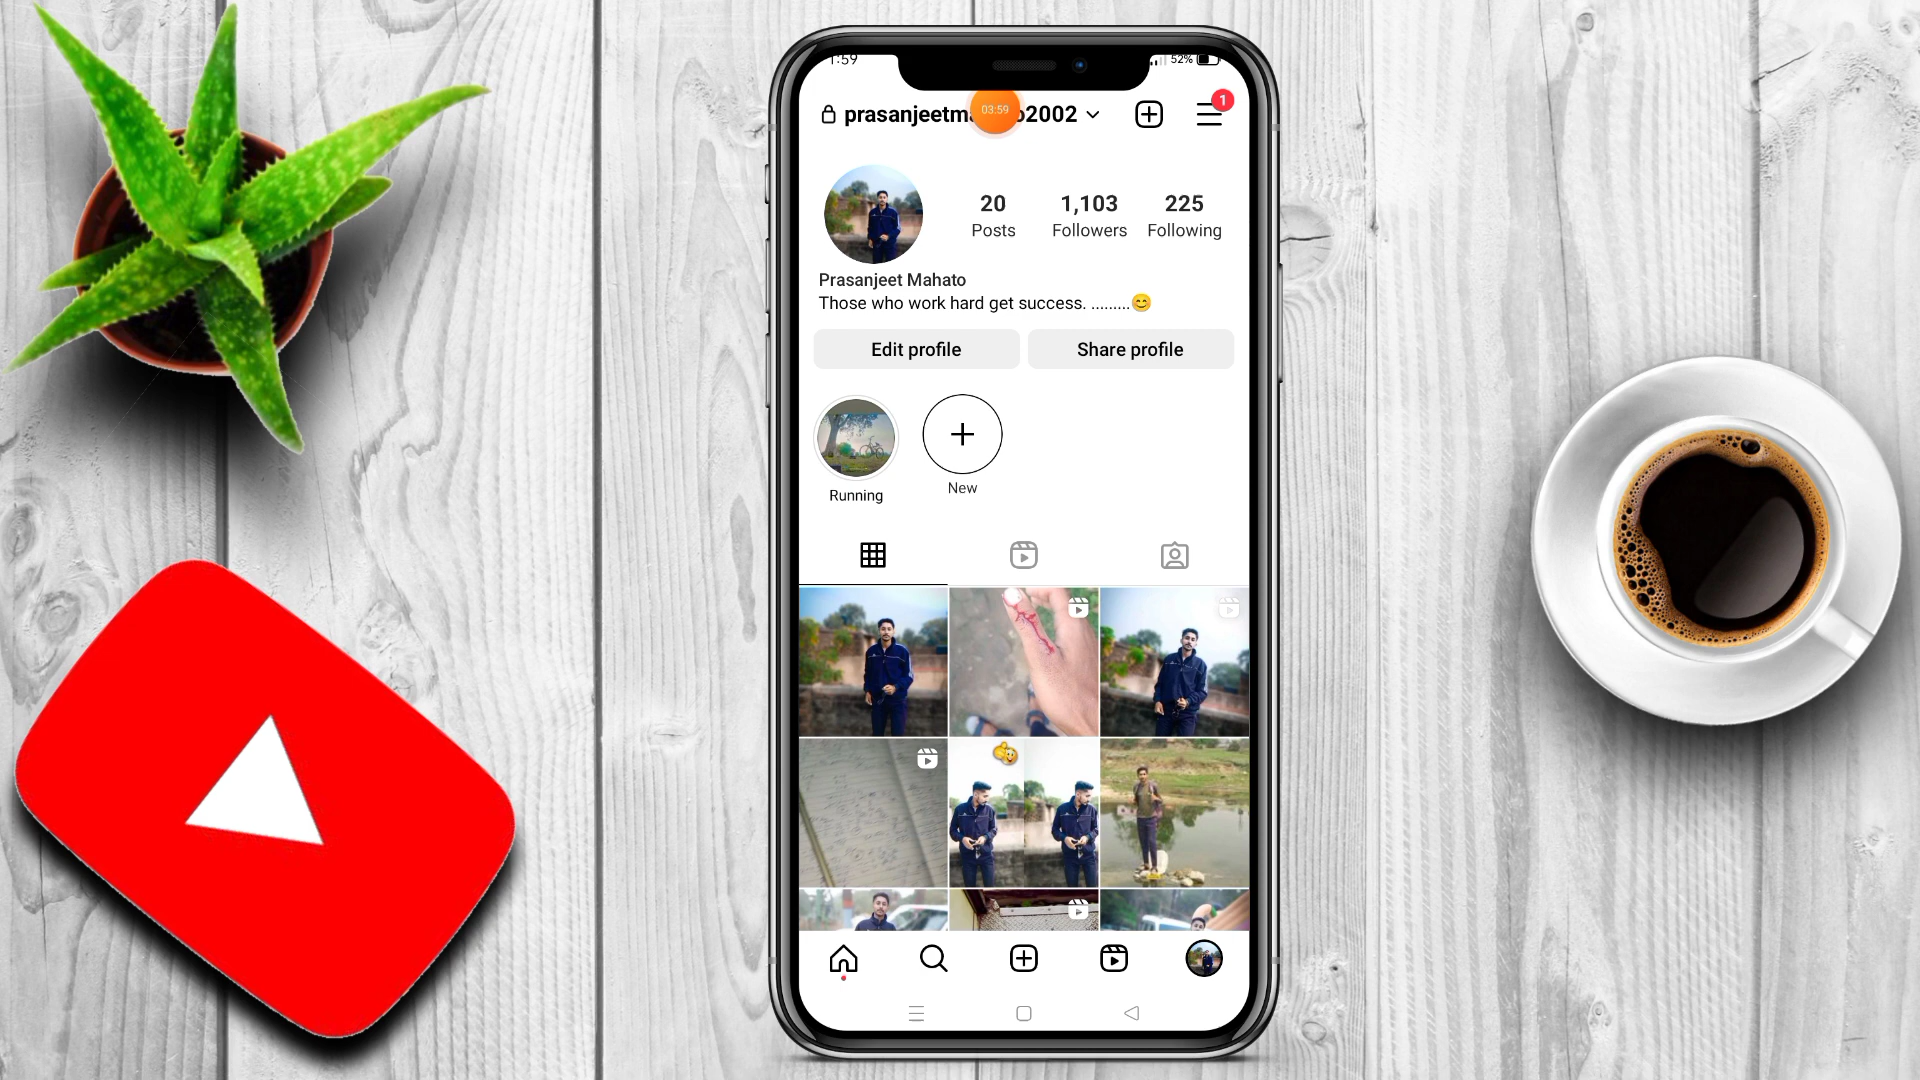 1:59
52%
prasanjeetm
o2002
1
03:59
20
1,103
225
Posts
Followers
Following
Prasanjeet Mahato
Those who work hard get success. .........😊
Edit profile
Share profile
Running
New